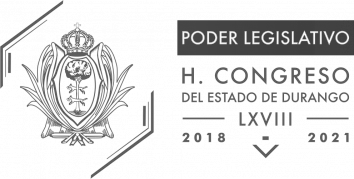 PODER LEGISLATIVO
H. CONGRESO
DEL ESTADO DE DURANGO
LXVIII
2018 - 2021